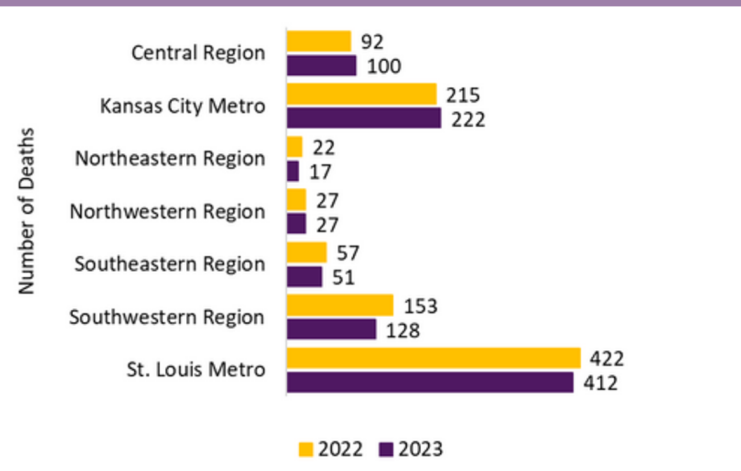 Number of Deaths
Central Region
92
100
Kansas City Metro
215
222
Northeastern Region
22
17
Northwestern Region
27
27
Southeastern Region
57
51
Southwestern Region
153
128
St. Louis Metro
422
412
2022 2023